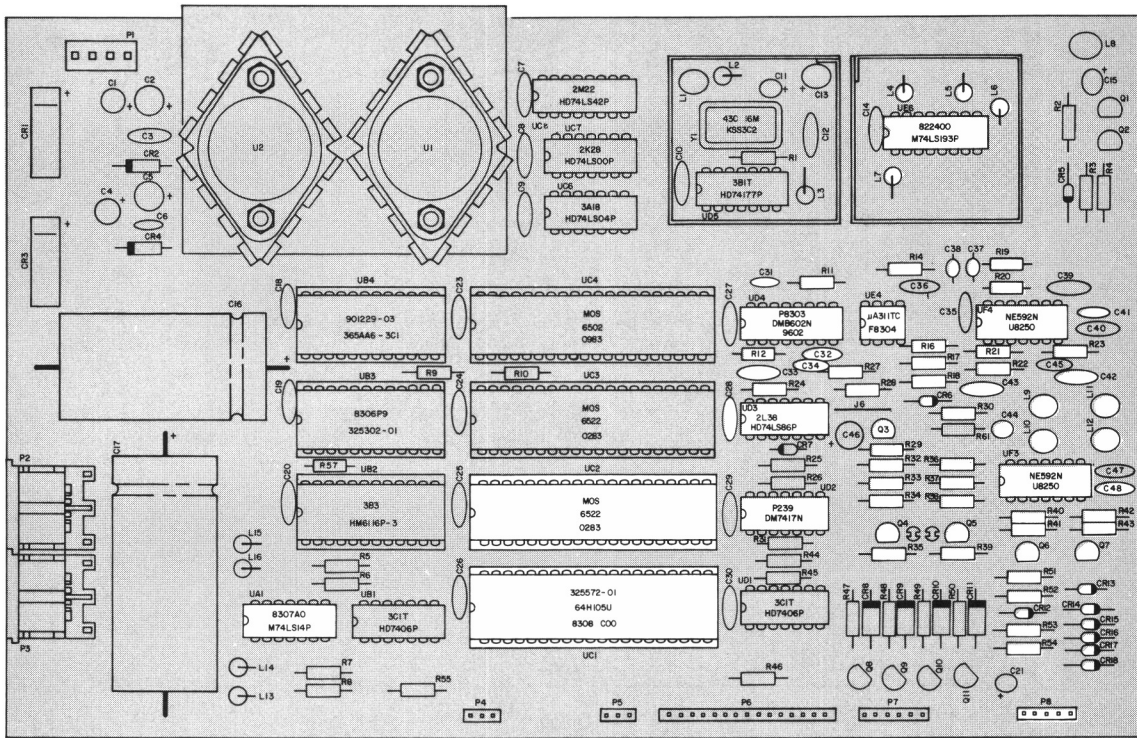 P1
C1
C2
C3
CR1
CR2
C4
C5
C6
CR3
CR4
U2
U1
C7
2M22
HD74LS42P
UC8
C8
UC7
2K28
HD74LS00P
C9
UC6
3A18
HD74LS04P
L1
L2
C11
C13
43C 16M
KSS3C2
Y1
C12
R1
C10
3B1T
HD74177P
UD5
L3
L4
L5
L6
C14
UE6
822400
M74LS193P
L7
L8
C15
R2
Q1
Q2
CR5
R3
R4
C16
C18
UB4
901229-03
365AA6-3C1
C23
UC4
MOS
6502
0983
C27
C31
R11
UD4
P8303
DM8602N
9602
R14
C36
UE4
µA311TC
F8304
C38
C37
R19
R20
C39
C35
UF4
NE592N
U8250
C41
C40
R9
R10
R12
C32
C34
C33
R27
R16
R17
R18
R21
R22
R23
C45
C42
C19
UB3
8306P9
325302-01
C24
UC3
MOS
6522
0283
C28
R24
R28
CR6
C43
L9
L11
UD3
2L38
HD74LS86P
J6
R30
R61
C44
L10
L12
C46
Q3
C17
P2
R57
C20
UB2
3B3
HM6116P-3
C25
UC2
MOS
6522
0283
C29
CR7
R25
R26
UD2
P239
DM7417N
R29
R32
R33
R34
R36
R37
R38
UF3
NE592N
U8250
C47
C48
L15
L16
R5
R6
R31
R44
R45
Q4
Q5
R35
R39
R40
R41
R42
R43
Q6
Q7
P3
UA1
8307A0
M74LS14P
UB1
3C1T
HD7406P
C26
325572-01
64H105U
8308 C00
UC1
C30
UD1
3C1T
HD7406P
R47
CR8
R48
CR9
R49
CR10
R50
CR11
R51
R52
CR12
R53
R54
CR13
CR14
CR15
CR16
CR17
CR18
L14
L13
R7
R8
R55
R46
Q8
Q9
Q10
Q11
C21
P4
P5
P6
P7
P8